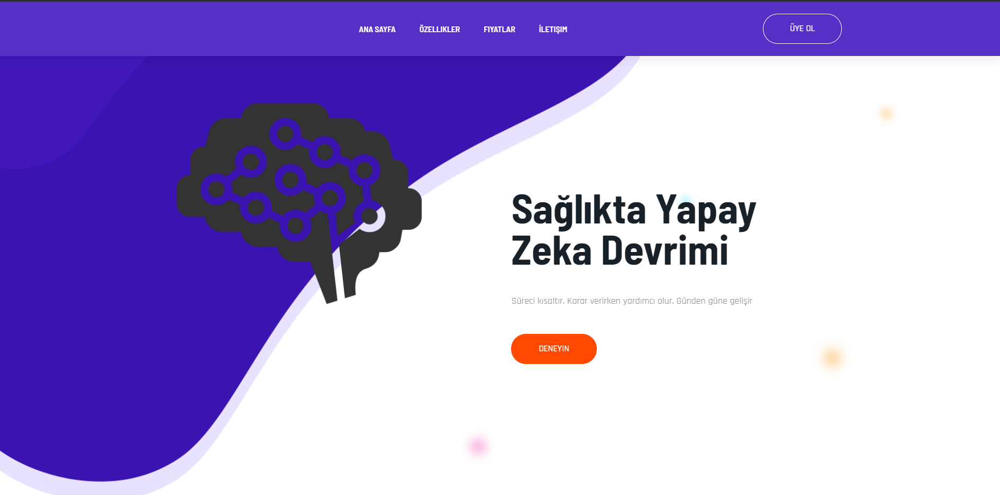 ANA SAYFA
ÖZELLIKLER
FIYATLAR
İLETIŞIM
ÜYE OL
Sağlıkta Yapay
Zeka Devrimi
Süreci kısaltır. Karar verirken yardımcı olur. Günden güne gelişir
DENEYIN